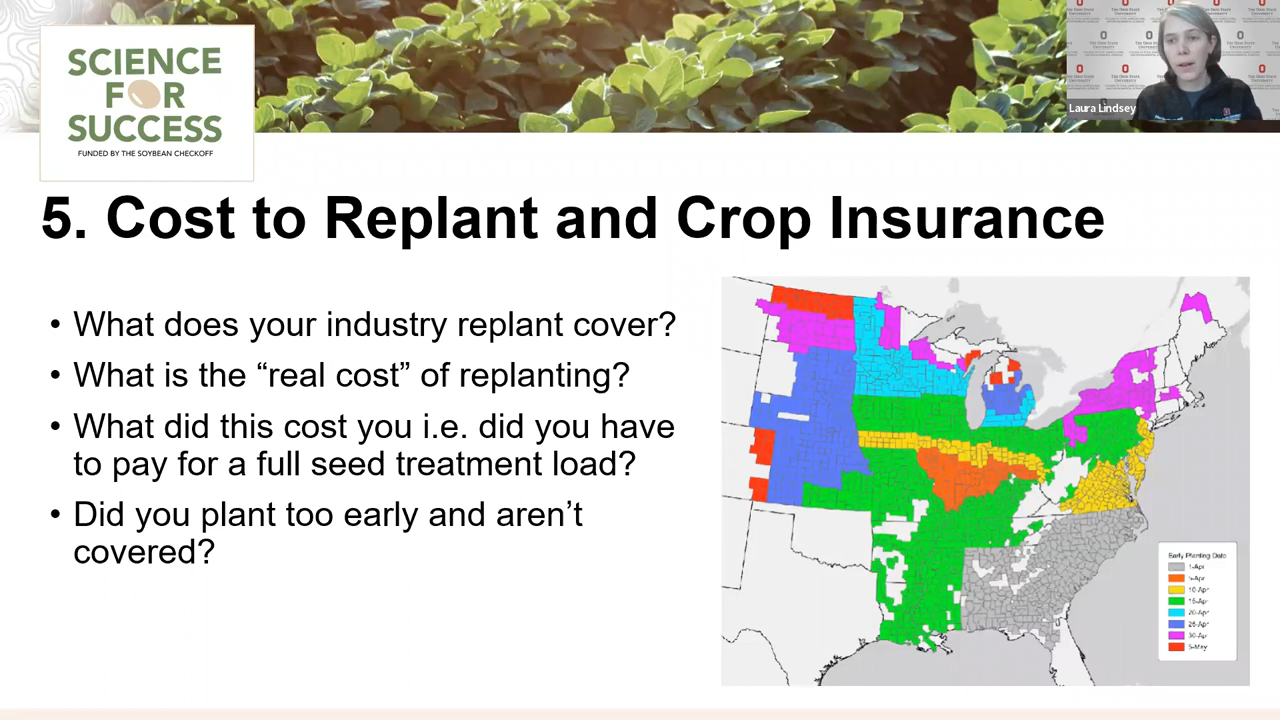 SCIENCE
FOR
SUCCESS
FUNDED BY THE SOYBEAN CHECKOFF
Laura Lindsey
5. Cost to Replant and Crop Insurance
• What does your industry replant cover?
• What is the “real cost” of replanting?
• What did this cost you i.e. did you have
to pay for a full seed treatment load?
• Did you plant too early and aren’t
covered?
Early Planting Date
1-Apr
5-Apr
10-Apr
15-Apr
20-Apr
30-Apr
5-May